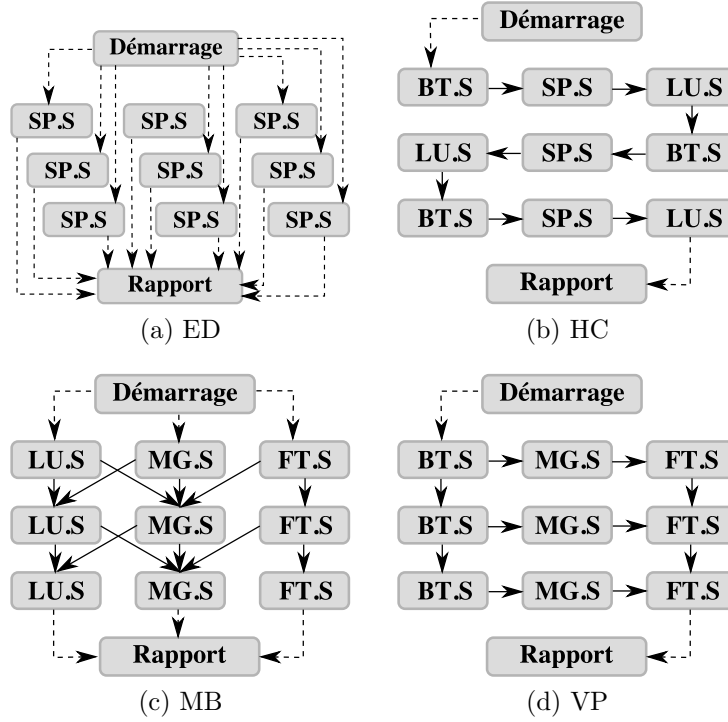 Démarrage
SP.S SP.S SP.S
SP.S SP.S SP.S
SP.S SP.S SP.S
Rapport
(a) ED
Démarrage
BT.S SP.S LU.S
LU.S SP.S BT.S
BT.S SP.S LU.S
Rapport
(b) HC
Démarrage
LU.S MG.S FT.S
LU.S MG.S FT.S
LU.S MG.S FT.S
Rapport
(c) MB
Démarrage
BT.S MG.S FT.S
BT.S MG.S FT.S
BT.S MG.S FT.S
Rapport
(d) VP